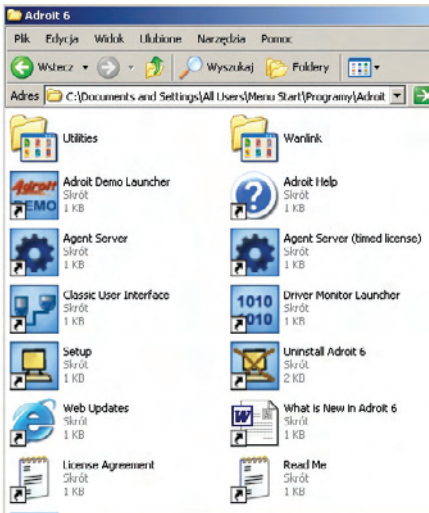 Adroit 6
Plik Edycja Widok Ulubione Narzędzia Pomoc
Wstecz Wyszukaj Foldery
Adres C:\Documents and Settings\All Users\Menu Start\Programy\Adroit
Utilities
Wanlink
Adroit DEMO
Adroit Demo Launcher
Skrót
1 KB
Adroit Help
Skrót
1 KB
Agent Server
Skrót
1 KB
Agent Server (timed license)
Skrót
1 KB
Classic User Interface
Skrót
1 KB
1010
1010
Driver Monitor Launcher
Skrót
1 KB
Setup
Skrót
1 KB
Uninstall Adroit 6
Skrót
2 KB
Web Updates
Skrót
1 KB
What is New in Adroit 6
Skrót
1 KB
License Agreement
Skrót
1 KB
Read Me
Skrót
1 KB